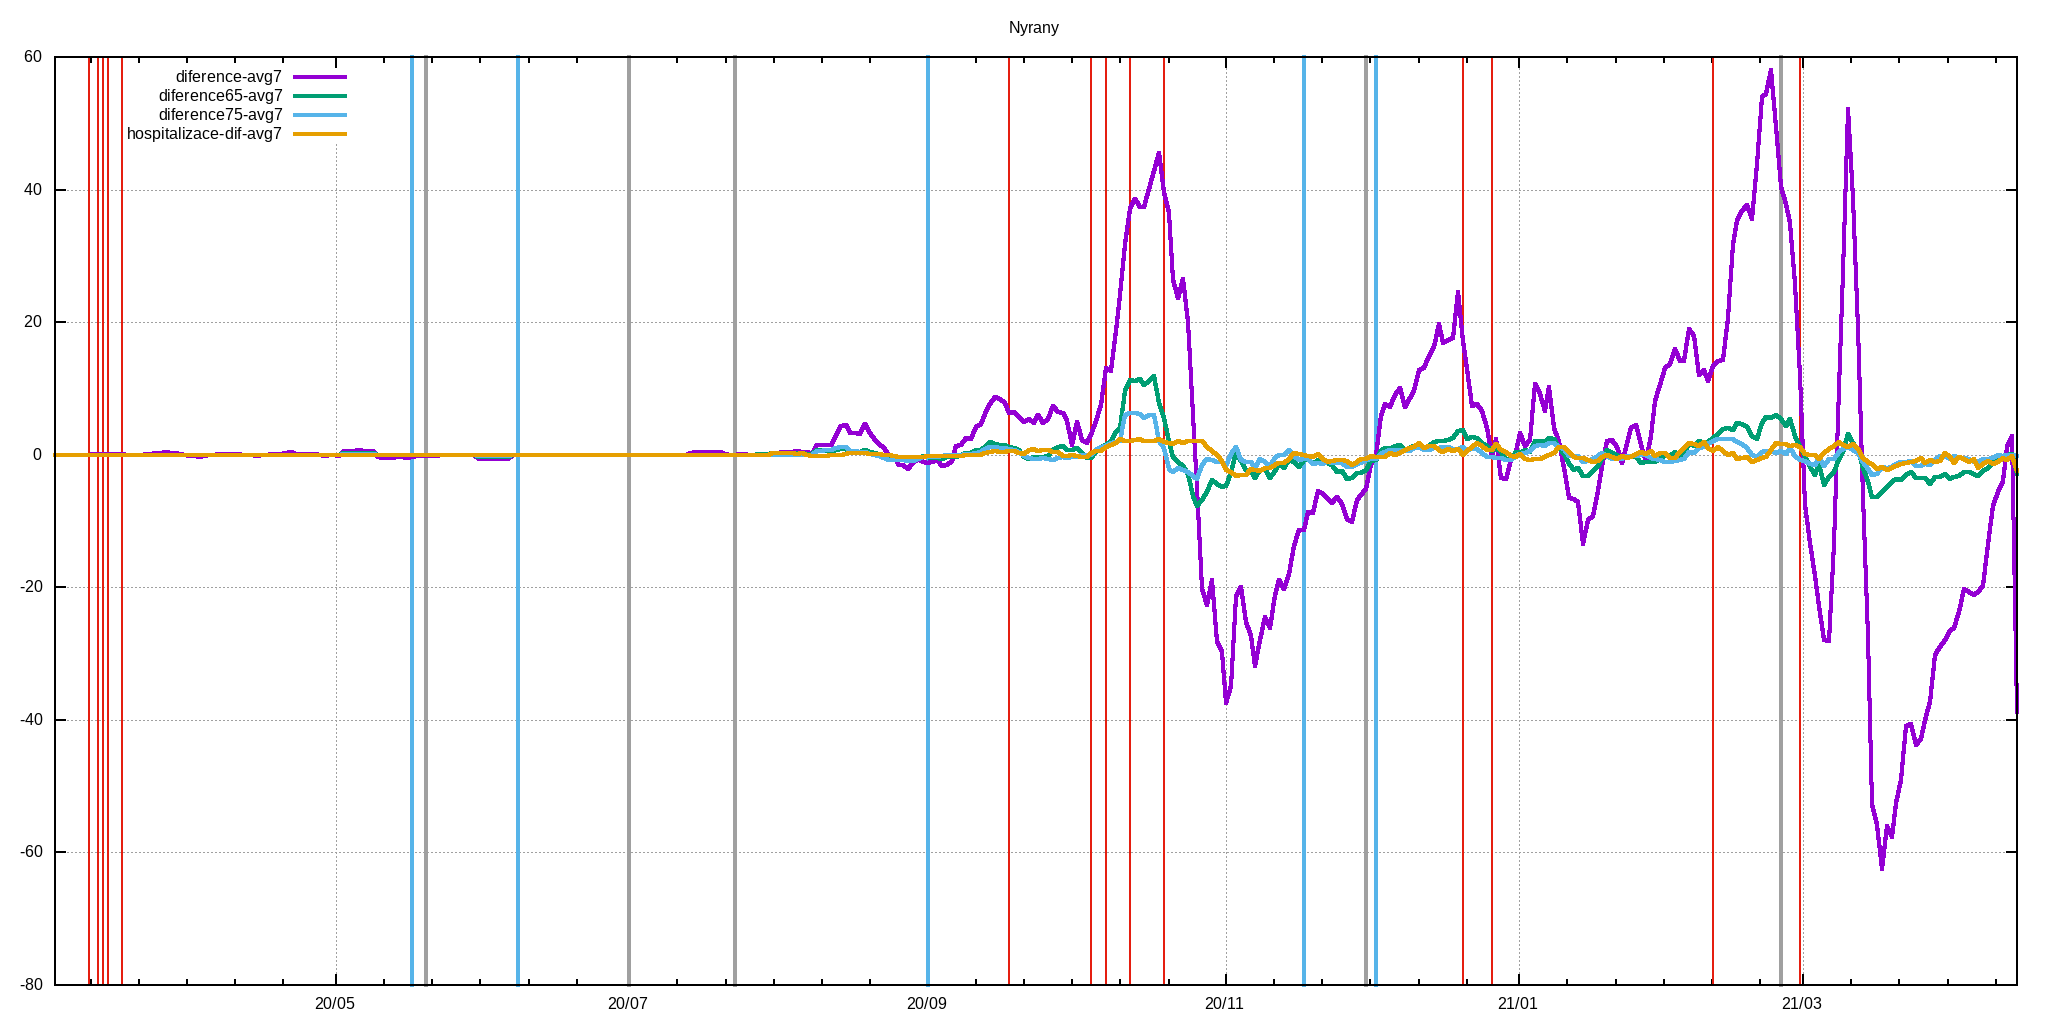 Nyrany
60
diference-avg7
diference65-avg7
diference75-avg7
hospitalizace-dif-avg7
40
20
0
-20
-40
-60
-80
20/05 20/07 20/09 20/11 21/01 21/03